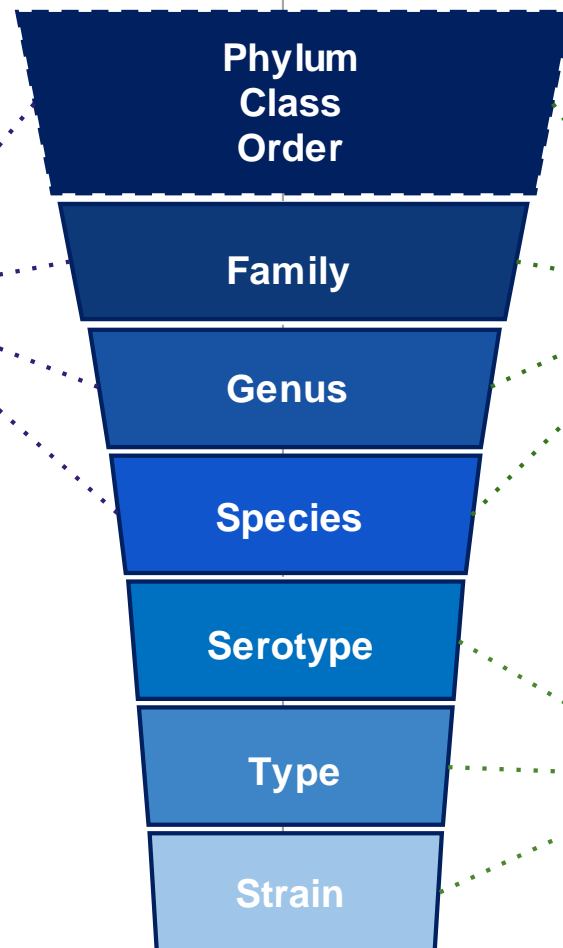 Phylum
Class
Order
Family
Genus
Species
Serotype
Type
Strain